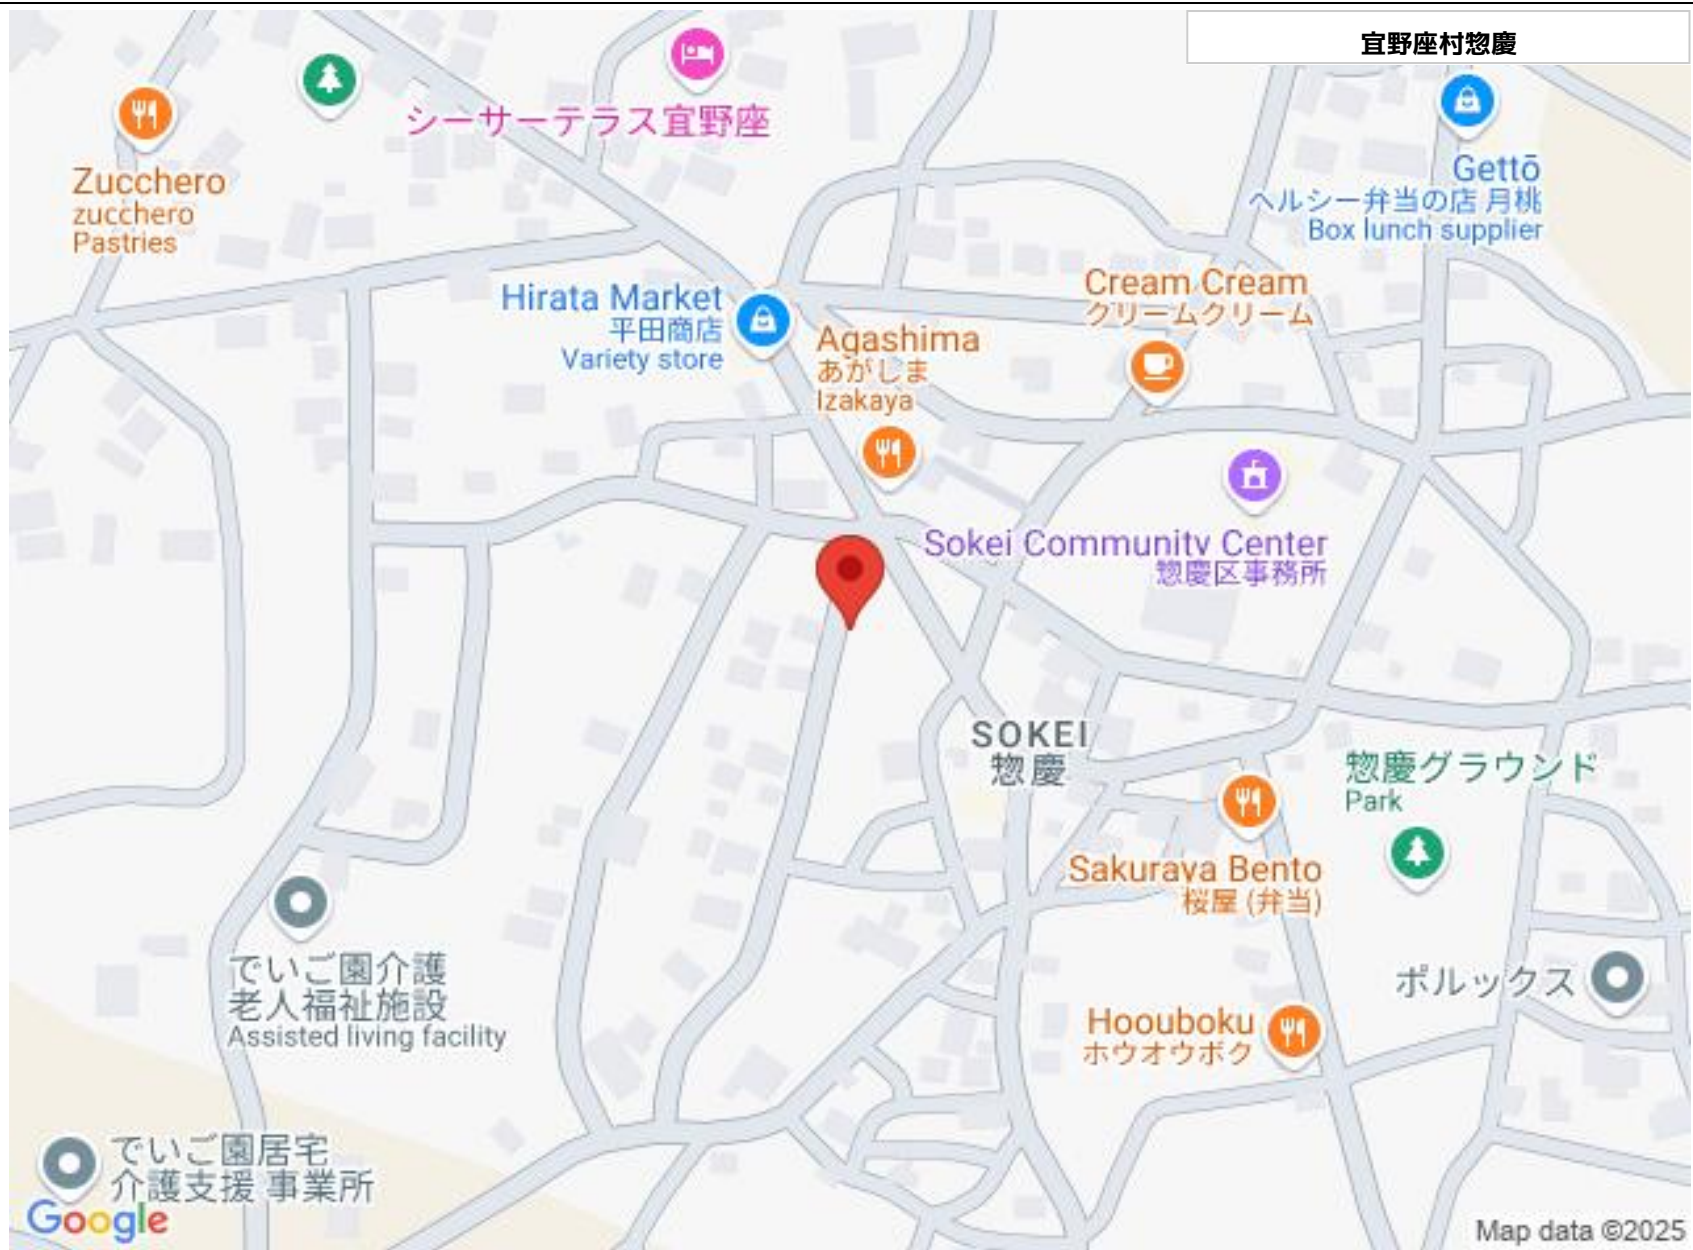 宜野座村惣慶
シーサーテラス宜野座
Zucchero
zucchero
Pastries
Gettō
ヘルシー弁当の店 月桃
Box lunch supplier
Hirata Market
平田商店
Variety store
Cream Cream
クリームクリーム
Agashima
あがしま
Izakaya
Sokei Community Center
惣慶区事務所
SOKEI
惣慶
惣慶グラウンド
Park
Sakuraya Bento
桜屋 (弁当)
でいご園介護
老人福祉施設
Assisted living facility
ポルックス
Hoouboku
ホウオウボク
でいご園居宅
介護支援 事業所
Google
Map data ©2025